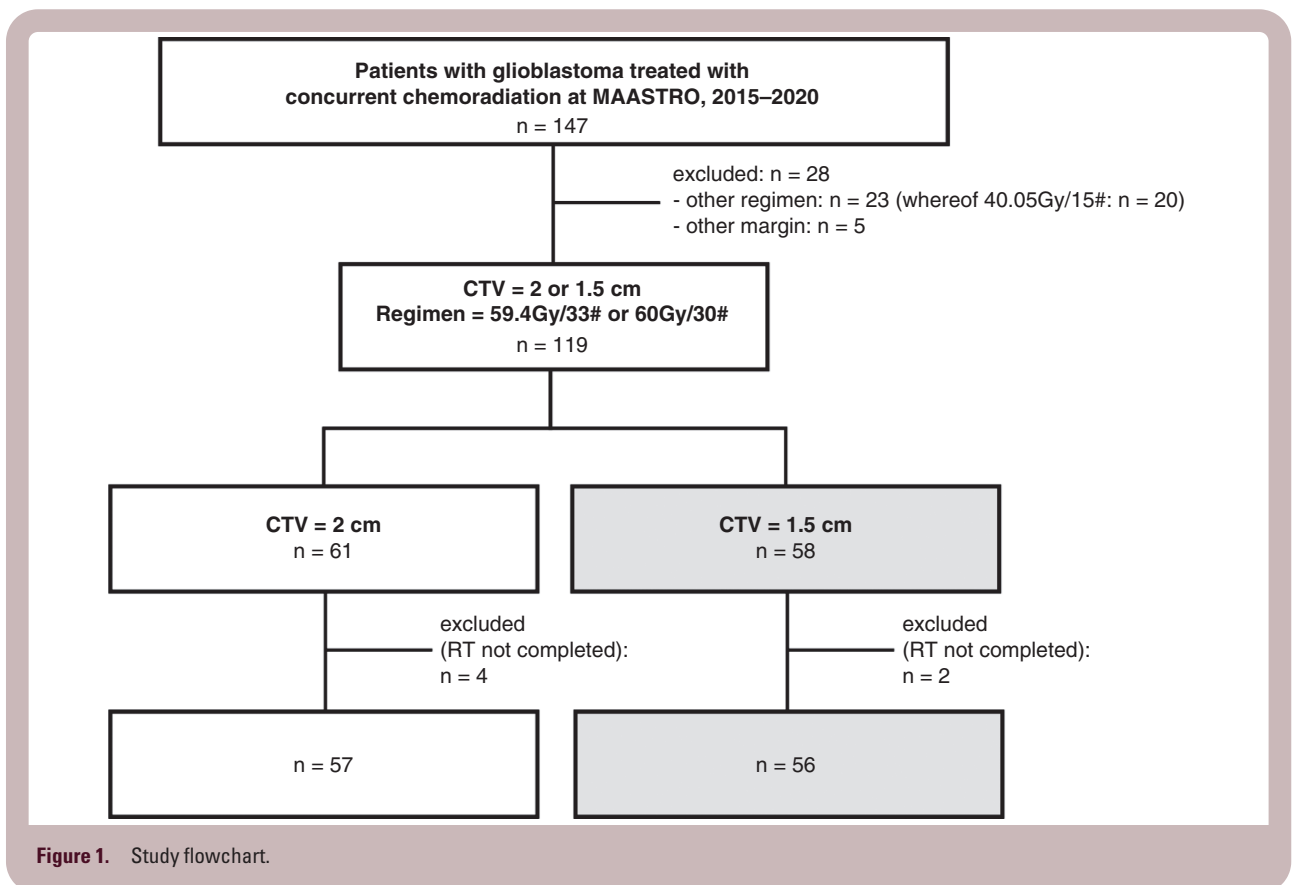 Patients with glioblastoma treated with
concurrent chemoradiation at MAASTRO, 2015–2020
n = 147
excluded: n = 28
- other regimen: n = 23 (whereof 40.05Gy/15#: n = 20)
- other margin: n = 5
CTV = 2 or 1.5 cm
Regimen = 59.4Gy/33# or 60Gy/30#
n = 119
CTV = 2 cm
n = 61
CTV = 1.5 cm
n = 58
excluded
(RT not completed):
n = 4
excluded
(RT not completed):
n = 2
n = 57
n = 56
Figure 1. Study flowchart.